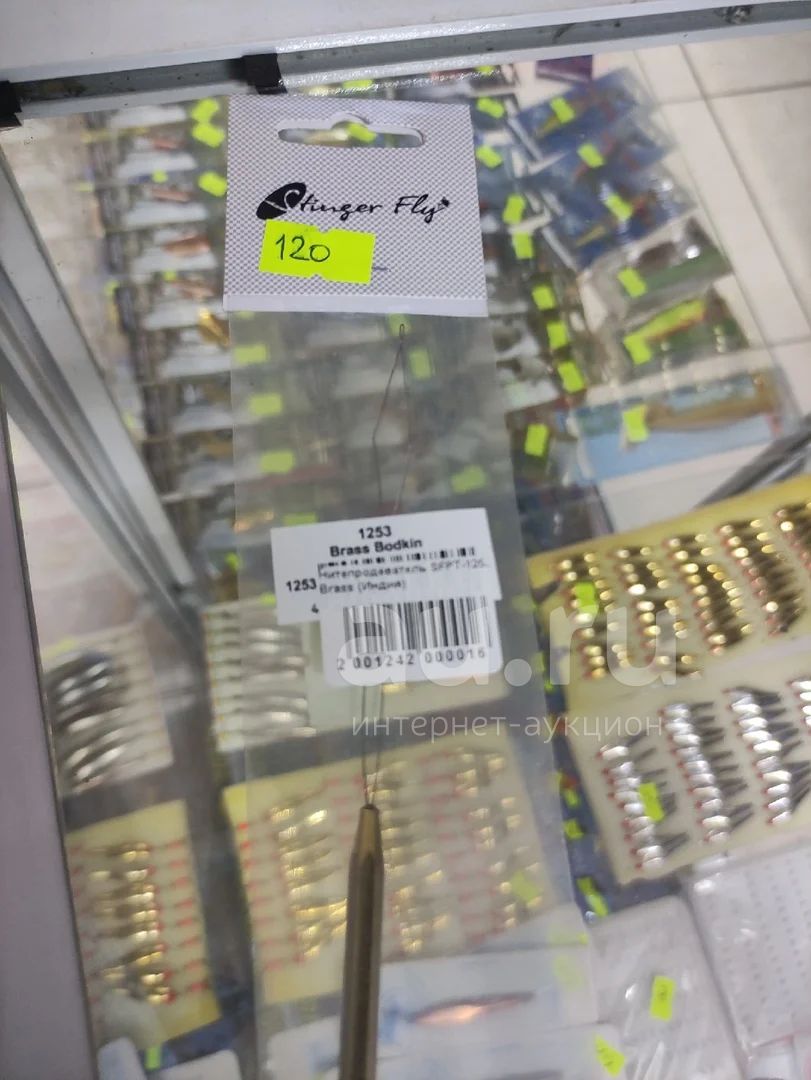 Stinger Fly
120
1253
Brass Bodkin
Нитепродеватель SFPT-125
1253 Brass (Индия)
4
2 001242 000016
au.ru
интернет-аукцион